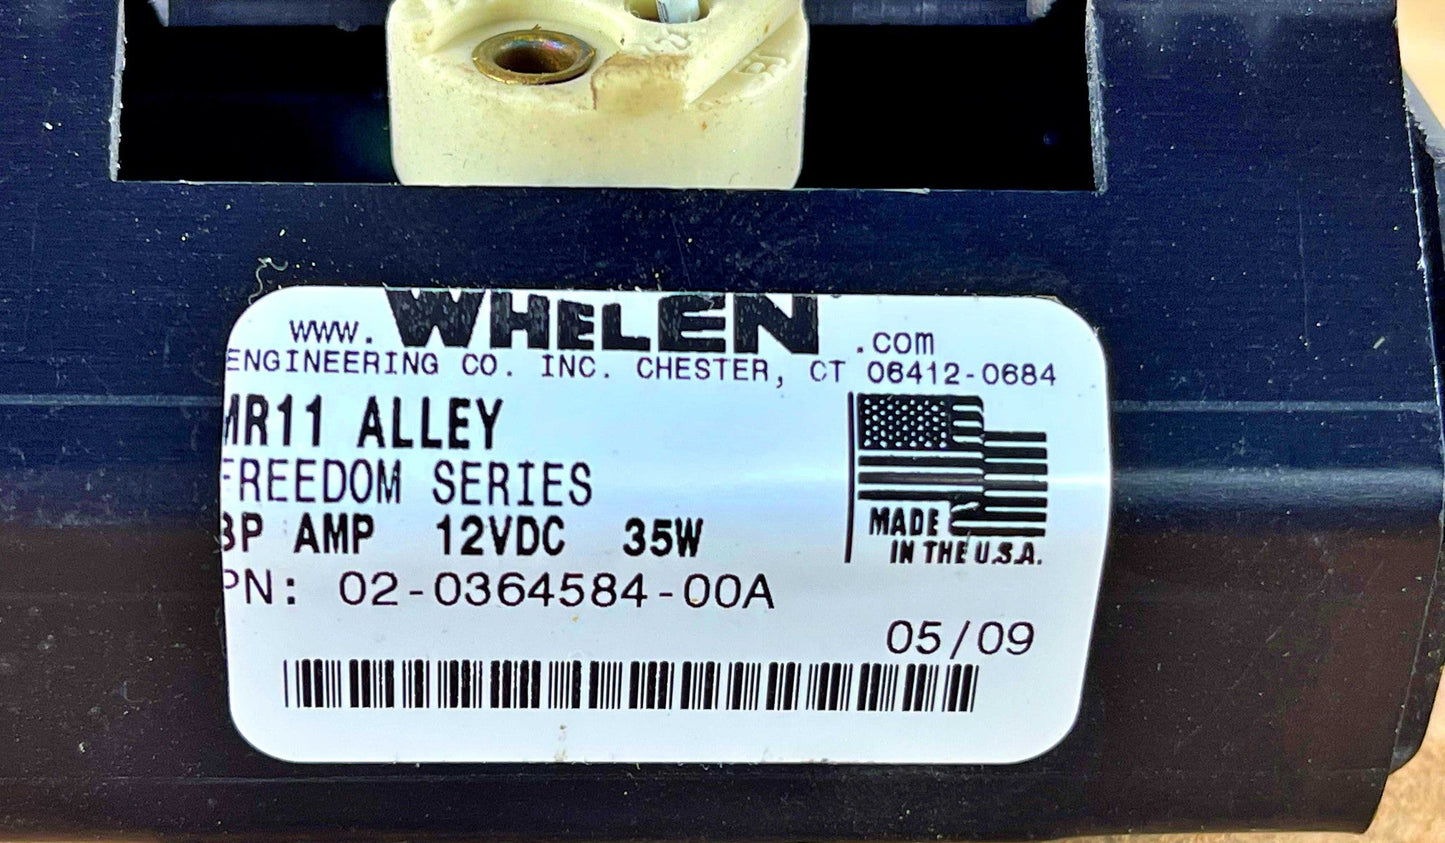 www. WHELEN .com
ENGINEERING CO. INC. CHESTER, CT 06412-0684
MR11 ALLEY
FREEDOM SERIES
3P AMP 12VDC 35W
PN: 02-0364584-00A
MADE
IN THE U.S.A.
05/09